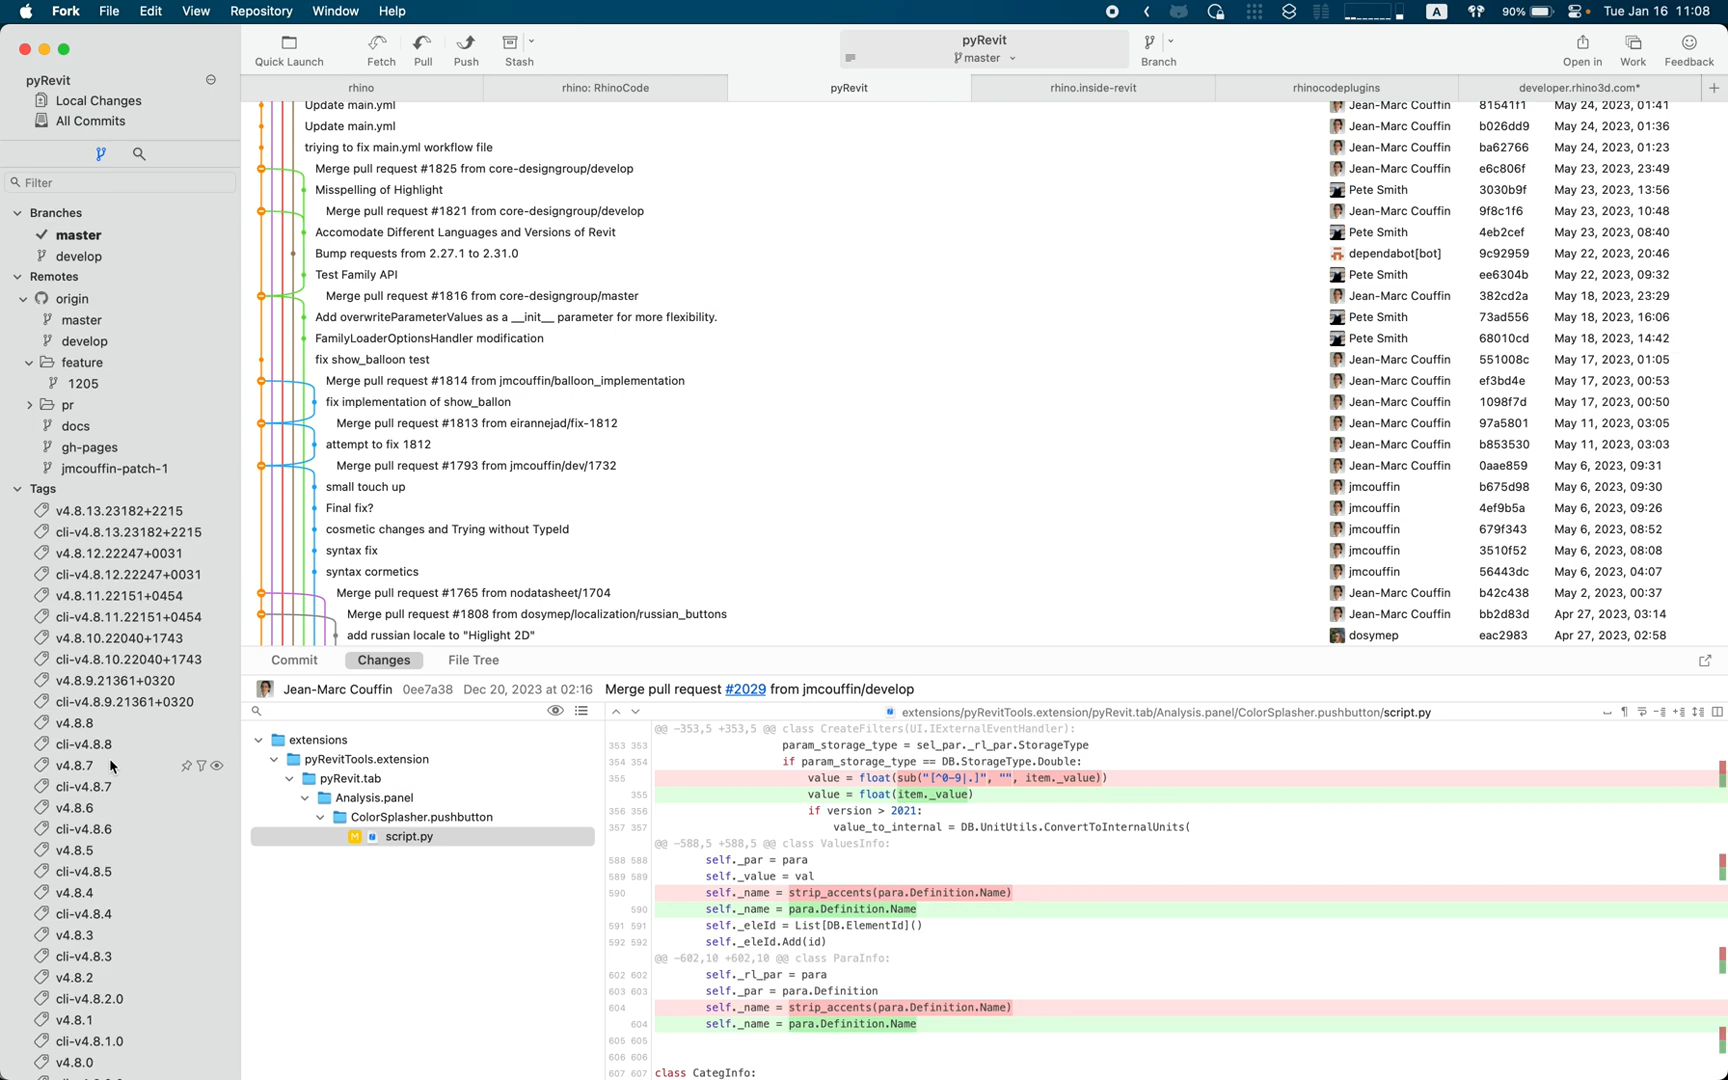 Fork File Edit View Repository Window Help A 90% Tue Jan 16 11:08
Quick Launch Fetch Pull Push Stash
pyRevit
master
Branch Open in Work Feedback
rhino rhino: RhinoCode pyRevit rhino.inside-revit rhinocodeplugins developer.rhino3d.com*
pyRevit
Local Changes
All Commits
Filter
Branches
master
develop
Remotes
origin
master
develop
feature
1205
pr
docs
gh-pages
jmcouffin-patch-1
Tags
v4.8.13.23182+2215
cli-v4.8.13.23182+2215
v4.8.12.22247+0031
cli-v4.8.12.22247+0031
v4.8.11.22151+0454
cli-v4.8.11.22151+0454
v4.8.10.22040+1743
cli-v4.8.10.22040+1743
v4.8.9.21361+0320
cli-v4.8.9.21361+0320
v4.8.8
cli-v4.8.8
v4.8.7
cli-v4.8.7
v4.8.6
cli-v4.8.6
v4.8.5
cli-v4.8.5
v4.8.4
cli-v4.8.4
v4.8.3
cli-v4.8.3
v4.8.2
cli-v4.8.2.0
v4.8.1
cli-v4.8.1.0
v4.8.0
Update main.yml Jean-Marc Couffin 81541f1 May 24, 2023, 01:41
Update main.yml Jean-Marc Couffin b026dd9 May 24, 2023, 01:36
triying to fix main.yml workflow file Jean-Marc Couffin ba62766 May 24, 2023, 01:23
Merge pull request #1825 from core-designgroup/develop Jean-Marc Couffin e6c806f May 23, 2023, 23:49
Misspelling of Highlight Pete Smith 3030b9f May 23, 2023, 13:56
Merge pull request #1821 from core-designgroup/develop Jean-Marc Couffin 9f8c1f6 May 23, 2023, 10:48
Accomodate Different Languages and Versions of Revit Pete Smith 4eb2cef May 23, 2023, 08:40
Bump requests from 2.27.1 to 2.31.0 dependabot[bot] 9c92959 May 22, 2023, 20:46
Test Family API Pete Smith ee6304b May 22, 2023, 09:32
Merge pull request #1816 from core-designgroup/master Jean-Marc Couffin 382cd2a May 18, 2023, 23:29
Add overwriteParameterValues as a __init__ parameter for more flexibility. Pete Smith 73ad556 May 18, 2023, 16:06
FamilyLoaderOptionsHandler modification Pete Smith 68010cd May 18, 2023, 14:42
fix show_balloon test Jean-Marc Couffin 551008c May 17, 2023, 01:05
Merge pull request #1814 from jmcouffin/balloon_implementation Jean-Marc Couffin ef3bd4e May 17, 2023, 00:53
fix implementation of show_ballon Jean-Marc Couffin 1098f7d May 17, 2023, 00:50
Merge pull request #1813 from eirannejad/fix-1812 Jean-Marc Couffin 97a5801 May 11, 2023, 03:05
attempt to fix 1812 Jean-Marc Couffin b853530 May 11, 2023, 03:03
Merge pull request #1793 from jmcouffin/dev/1732 Jean-Marc Couffin 0aae859 May 6, 2023, 09:31
small touch up jmcouffin b675d98 May 6, 2023, 09:30
Final fix? jmcouffin 4ef9b5a May 6, 2023, 09:26
cosmetic changes and Trying without TypeId jmcouffin 679f343 May 6, 2023, 08:52
syntax fix jmcouffin 3510f52 May 6, 2023, 08:08
syntax cormetics jmcouffin 56443dc May 6, 2023, 04:07
Merge pull request #1765 from nodatasheet/1704 Jean-Marc Couffin b42c438 May 2, 2023, 00:37
Merge pull request #1808 from dosymep/localization/russian_buttons Jean-Marc Couffin bb2d83d Apr 27, 2023, 03:14
add russian locale to "Higlight 2D" dosymep eac2983 Apr 27, 2023, 02:58
Commit Changes File Tree
Jean-Marc Couffin 0ee7a38 Dec 20, 2023 at 02:16 Merge pull request #2029 from jmcouffin/develop
extensions
pyRevitTools.extension
pyRevit.tab
Analysis.panel
ColorSplasher.pushbutton
M script.py
extensions/pyRevitTools.extension/pyRevit.tab/Analysis.panel/ColorSplasher.pushbutton/script.py
@@ -353,5 +353,5 @@ class CreateFilters(UI.IExternalEventHandler):
353 353 param_storage_type = sel_par._rl_par.StorageType
354 354 if param_storage_type == DB.StorageType.Double:
355 value = float(sub("[^0-9|.]", "", item._value))
355 value = float(item._value)
356 356 if version > 2021:
357 357 value_to_internal = DB.UnitUtils.ConvertToInternalUnits(
@@ -588,5 +588,5 @@ class ValuesInfo:
588 588 self._par = para
589 589 self._value = val
590 self._name = strip_accents(para.Definition.Name)
590 self._name = para.Definition.Name
591 591 self._eleId = List[DB.ElementId]()
592 592 self._eleId.Add(id)
@@ -602,10 +602,10 @@ class ParaInfo:
602 602 self._rl_par = para
603 603 self._par = para.Definition
604 self._name = strip_accents(para.Definition.Name)
604 self._name = para.Definition.Name
605 605
606 606
607 607 class CategInfo: